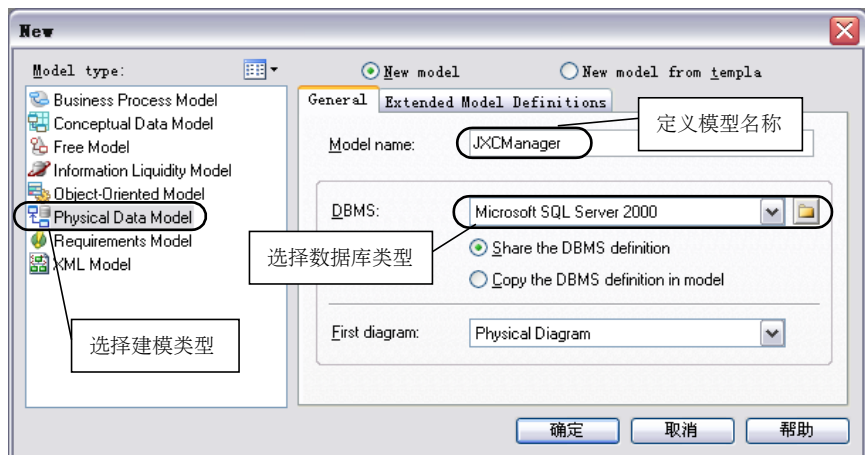 New
Model type:
New model
New model from templa
Business Process Model
Conceptual Data Model
Free Model
Information Liquidity Model
Object-Oriented Model
Physical Data Model
Requirements Model
XML Model
General
Extended Model Definitions
定义模型名称
Model name:
JXCManager
DBMS:
Microsoft SQL Server 2000
选择数据库类型
Share the DBMS definition
Copy the DBMS definition in model
选择建模类型
First diagram:
Physical Diagram
确定
取消
帮助